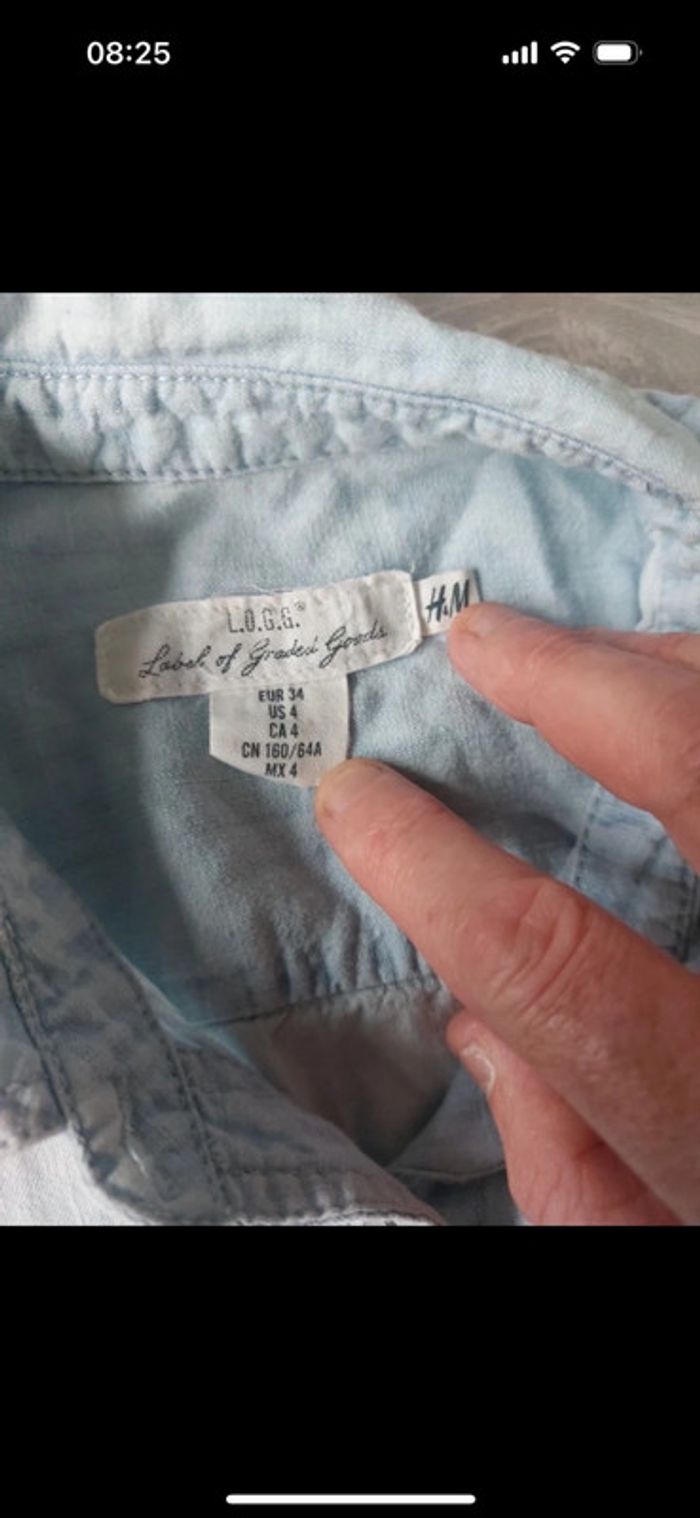 08:25
L.O.G.G.®
Label of Graded Goods
H&M
EUR 34
US 4
CA 4
CN 160/64A
MX 4